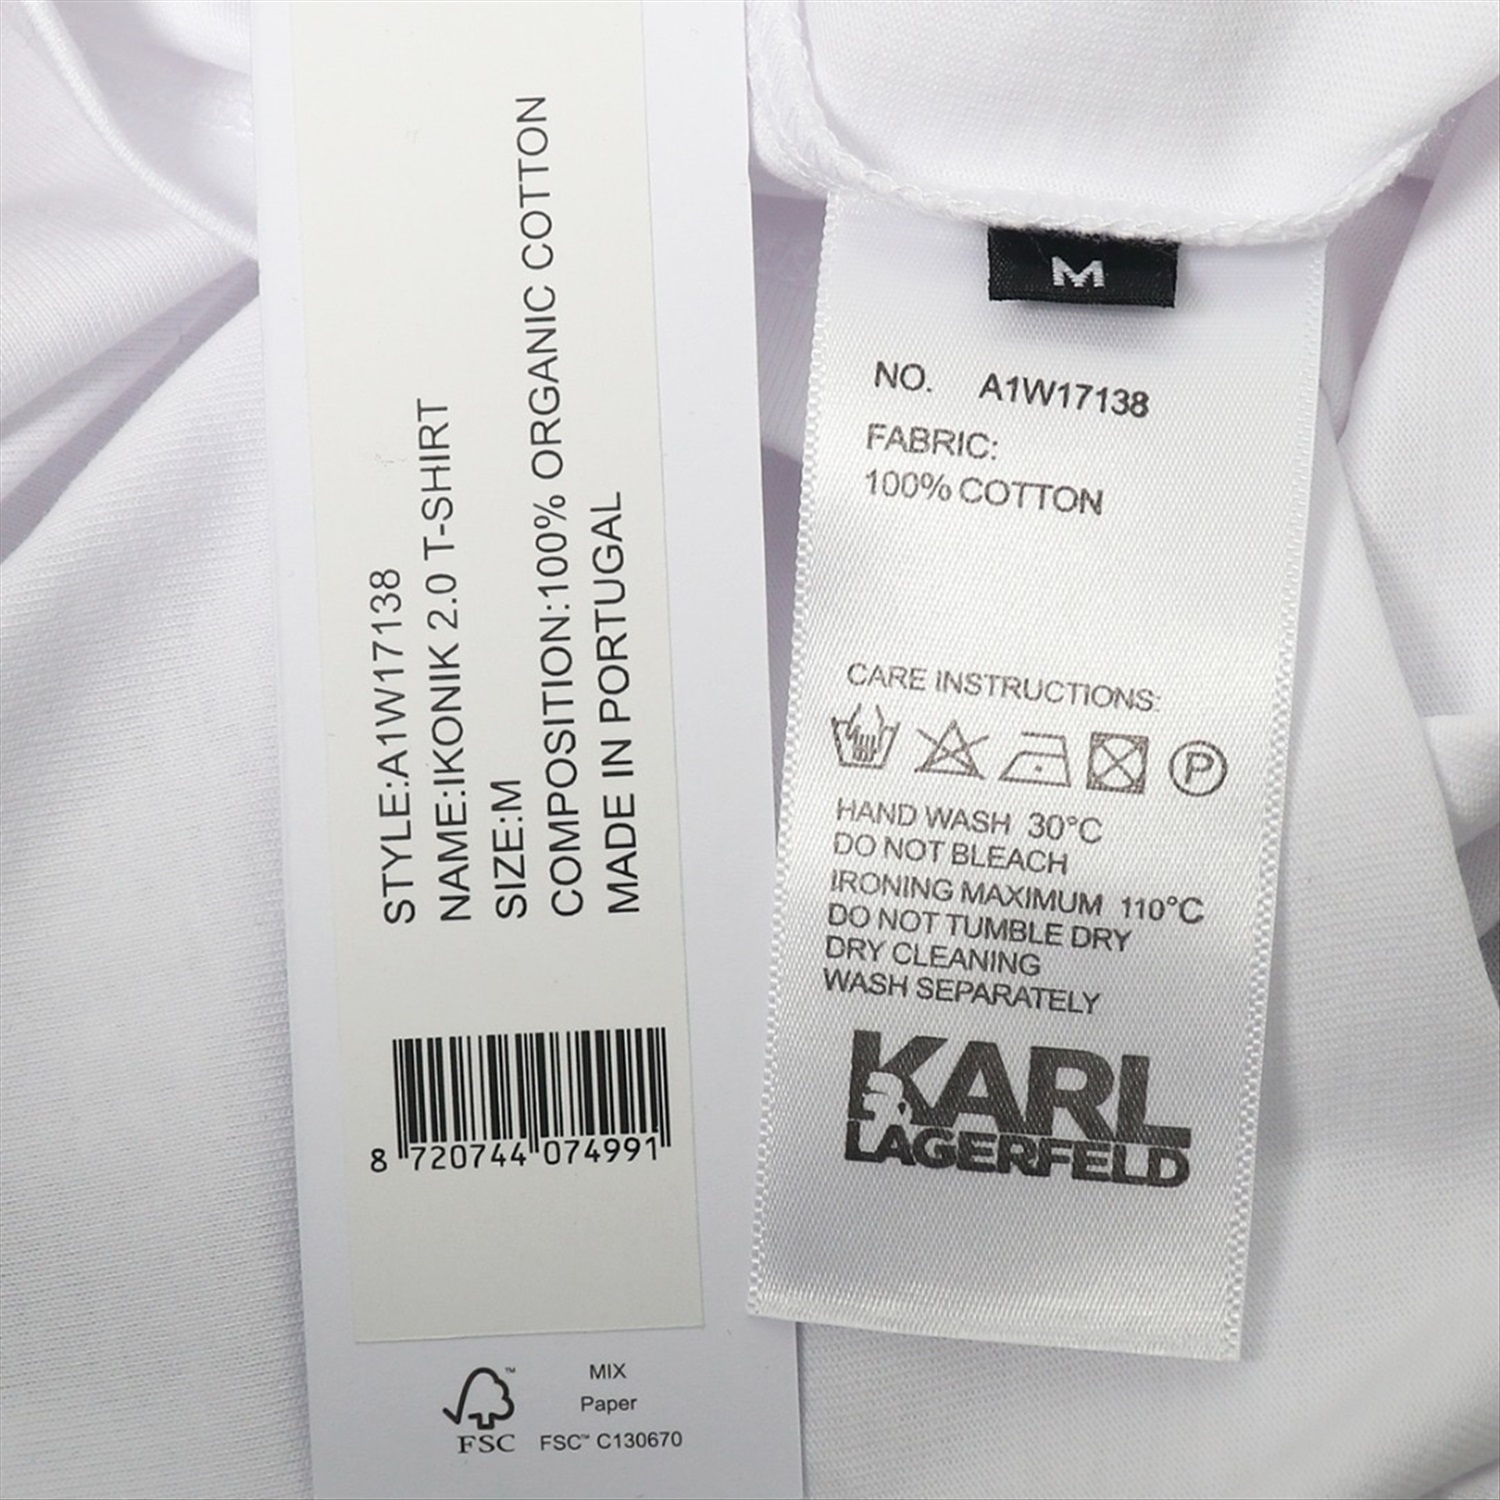 STYLE:A1W17138
NAME:IKONIK 2.0 T-SHIRT
SIZE:M
COMPOSITION:100% ORGANIC COTTON
MADE IN PORTUGAL
8 720744 074991
FSC
MIX
Paper
FSC™ C130670
M
NO. A1W17138
FABRIC:
100% COTTON
CARE INSTRUCTIONS:
P
HAND WASH 30°C
DO NOT BLEACH
IRONING MAXIMUM 110°C
DO NOT TUMBLE DRY
DRY CLEANING
WASH SEPARATELY
KARL
LAGERFELD